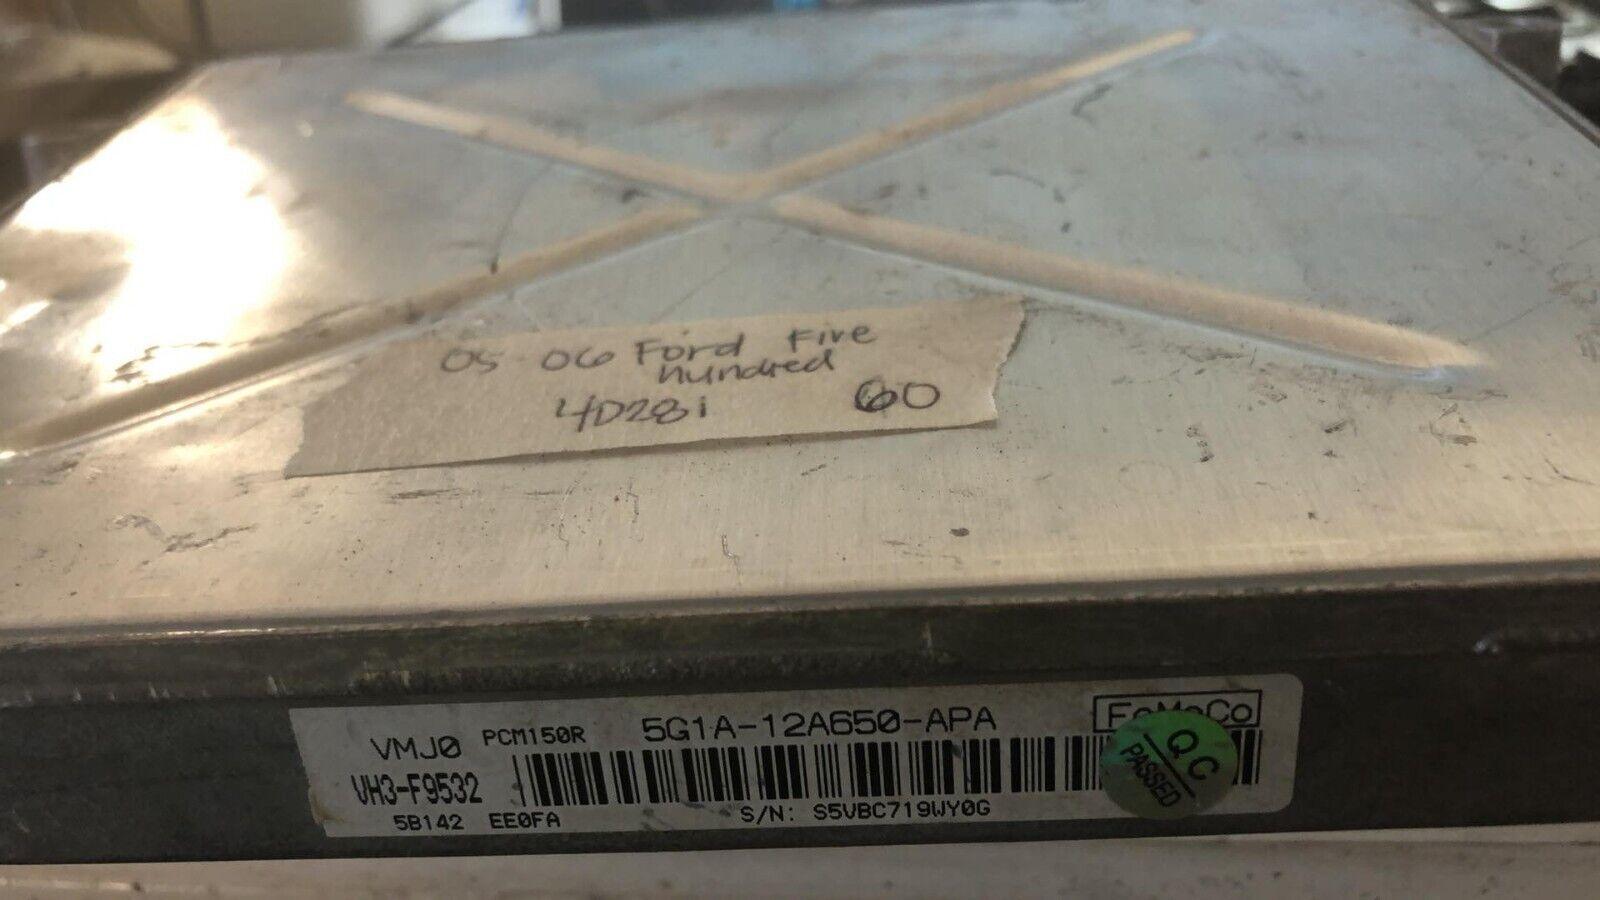 05 06 Ford Five
hundred
4D28i 60
VMJ0 PCM150R 5G1A-12A650-APA FoMoCo
VH3-F9532
5B142 EE0FA S/N: S5VBC719WY0G
QC
PASSED